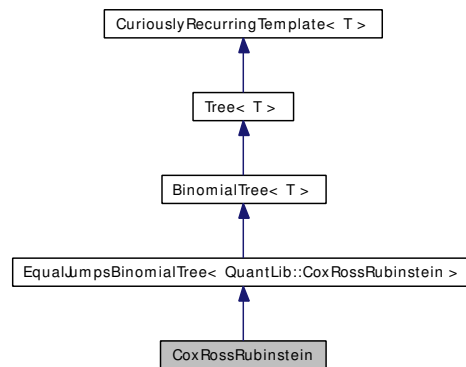 CuriouslyRecurringTemplate< T >
Tree< T >
BinomialTree< T >
EqualJumpsBinomialTree< QuantLib::CoxRossRubinstein >
CoxRossRubinstein